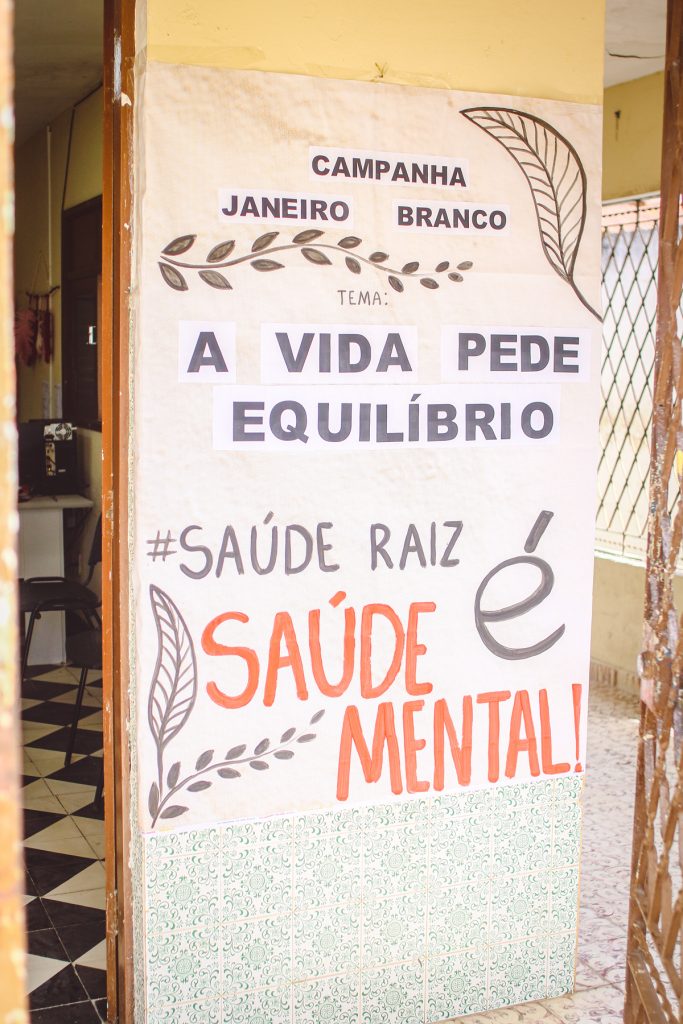 CAMPANHA
JANEIRO BRANCO
TEMA:
A VIDA PEDE
EQUILÍBRIO
#SAÚDE RAIZ é
SAÚDE
MENTAL!